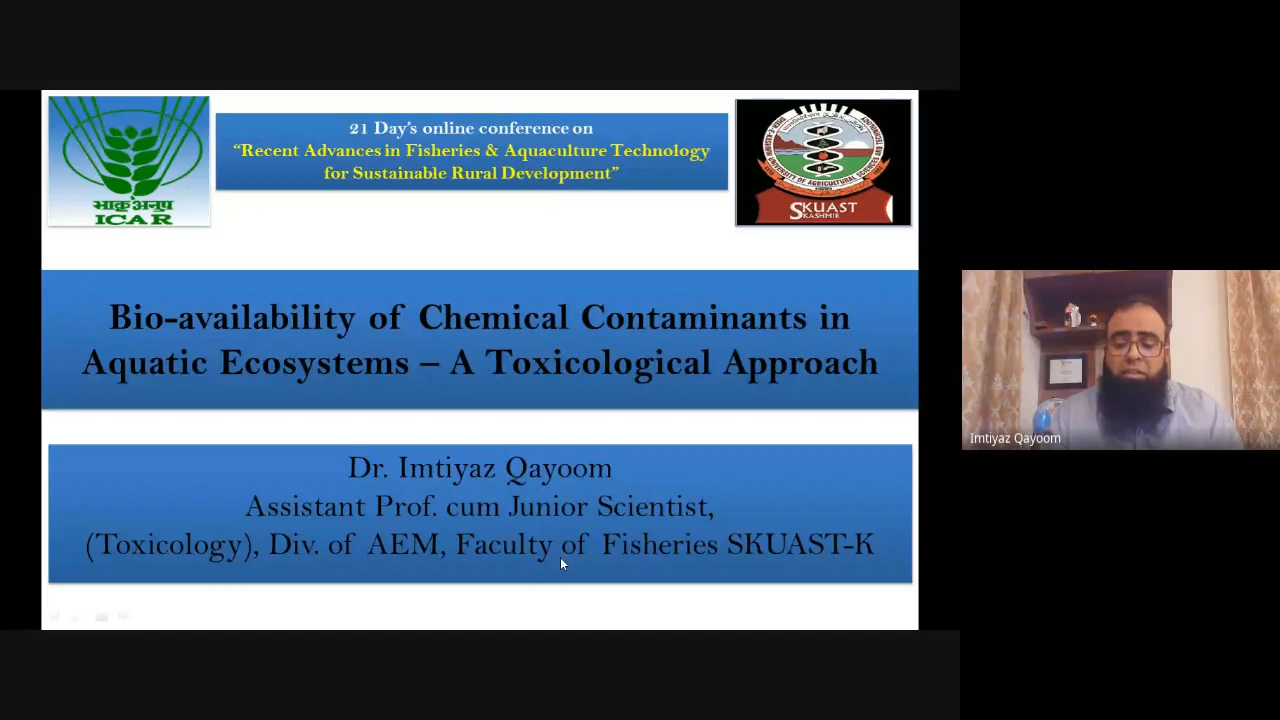 21 Day's online conference on
“Recent Advances in Fisheries & Aquaculture Technology
for Sustainable Rural Development”
भाकृअनुप
ICAR
SKUAST
KASHMIR
Bio-availability of Chemical Contaminants in
Aquatic Ecosystems – A Toxicological Approach
Dr. Imtiyaz Qayoom
Assistant Prof. cum Junior Scientist,
(Toxicology), Div. of AEM, Faculty of Fisheries SKUAST-K
Imtiyaz Qayoom